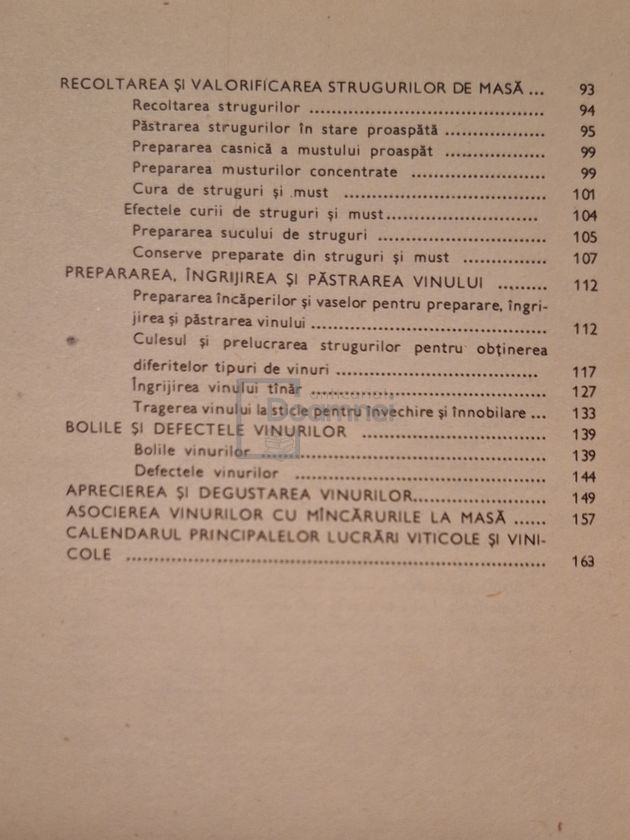 RECOLTAREA ȘI VALORIFICAREA STRUGURILOR DE MASĂ ... 93
Recoltarea strugurilor ........................................ 94
Păstrarea strugurilor în stare proaspătă ................. 95
Prepararea casnică a mustului proaspăt ................. 99
Prepararea musturilor concentrate ....................... 99
Cura de struguri și must ................................... 101
Efectele curii de struguri și must........................... 104
Prepararea sucului de struguri ............................. 105
Conserve preparate din struguri și must ............... 107
PREPARAREA, ÎNGRIJIREA ȘI PĂSTRAREA VINULUI ......... 112
Prepararea încăperilor și vaselor pentru preparare, îngri-
jirea și păstrarea vinului ........................................ 112
Culesul și prelucrarea strugurilor pentru obținerea
diferitelor tipuri de vinuri ................................... 117
Îngrijirea vinului tînăr ........................................ 127
Tragerea vinului la sticle pentru învechire și înnobilare ... 133
BOLILE ȘI DEFECTELE VINURILOR ............................... 139
Bolile vinurilor ................................................ 139
Defectele vinurilor ........................................... 144
APRECIEREA ȘI DEGUSTAREA VINURILOR....................... 149
ASOCIEREA VINURILOR CU MÎNCĂRURILE LA MASĂ ...... 157
CALENDARUL PRINCIPALELOR LUCRĂRI VITICOLE ȘI VINI-
COLE ................................................................ 163
anticariat
Doamnei